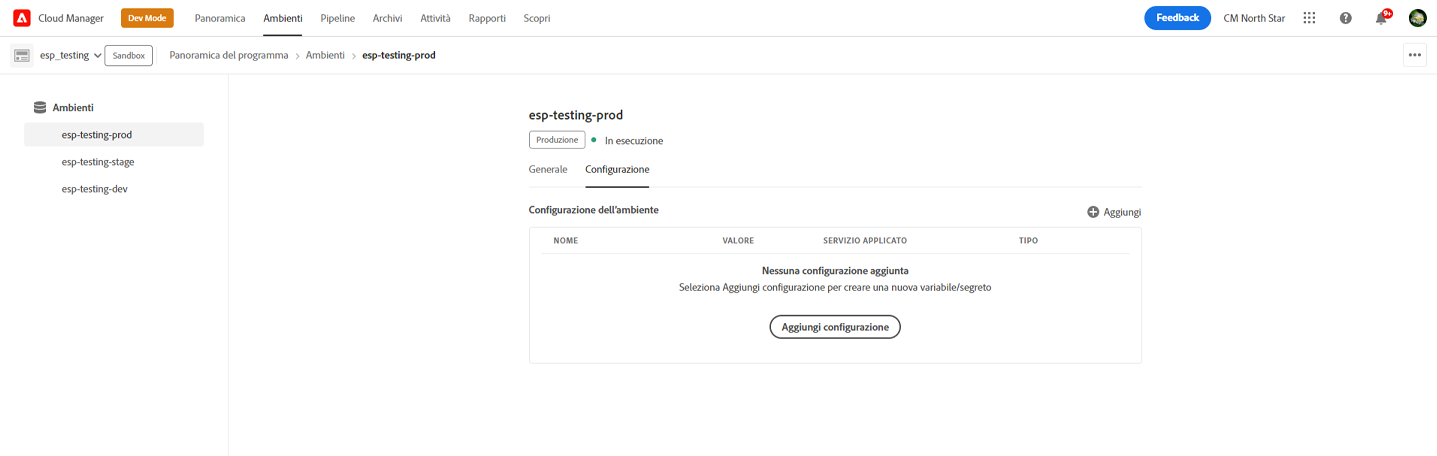 Cloud Manager Dev Mode Panoramica Ambienti Pipeline Archivi Attività Rapporti Scopri Feedback CM North Star 9+
esp_testing Sandbox Panoramica del programma Ambienti esp-testing-prod
Ambienti
esp-testing-prod
esp-testing-stage
esp-testing-dev
esp-testing-prod
Produzione In esecuzione
Generale Configurazione
Configurazione dell'ambiente Aggiungi
NOME VALORE SERVIZIO APPLICATO TIPO
Nessuna configurazione aggiunta
Seleziona Aggiungi configurazione per creare una nuova variabile/segreto
Aggiungi configurazione